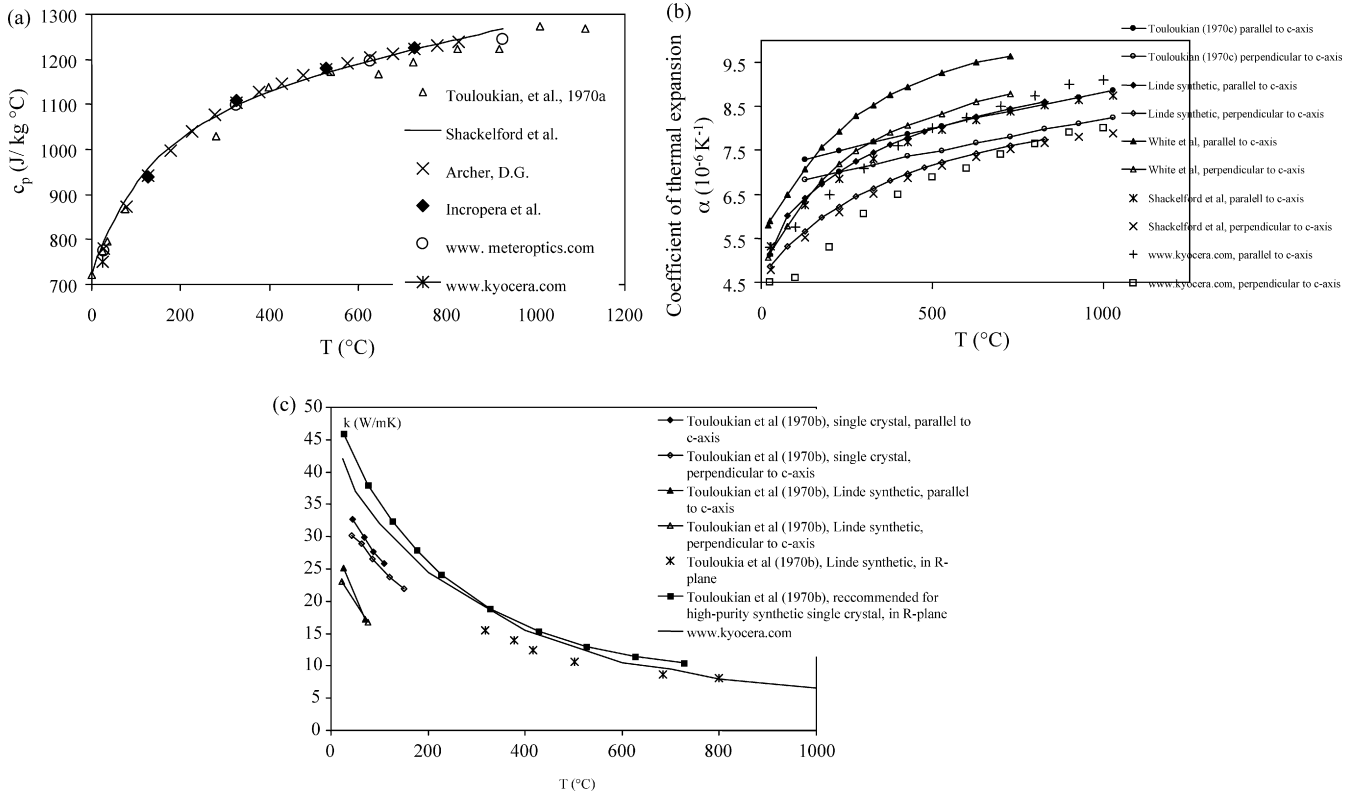 (a)
1300
1200
1100
1000
900
800
700
0
200
400
600
800
1000
1200
c_p (J/ kg °C)
T (°C)
Touloukian, et al., 1970a
Shackelford et al.
Archer, D.G.
Incropera et al.
www. meteroptics.com
www.kyocera.com
(b)
Coefficient of thermal expansion
α (10⁻⁶ K⁻¹)
9.5
8.5
7.5
6.5
5.5
4.5
0
500
1000
T (°C)
Touloukian (1970c) parallel to c-axis
Touloukian (1970c) perpendicular to c-axis
Linde synthetic, parallel to c-axis
Linde synthetic, perpendicular to c-axis
White et al, parallel to c-axis
White et al, perpendicular to c-axis
Shackelford et al, paralell to c-axis
Shackelford et al, perpendicular to c-axis
www.kyocera.com, parallel to c-axis
www.kyocera.com, perpendicular to c-axis
(c)
50
45
40
35
30
25
20
15
10
5
0
k (W/mK)
0
200
400
600
800
1000
T (°C)
Touloukian et al (1970b), single crystal, parallel to
c-axis
Touloukian et al (1970b), single crystal,
perpendicular to c-axis
Touloukian et al (1970b), Linde synthetic, parallel
to c-axis
Touloukian et al (1970b), Linde synthetic,
perpendicular to c-axis
Touloukia et al (1970b), Linde synthetic, in R-
plane
Touloukian et al (1970b), reccommended for
high-purity synthetic single crystal, in R-plane
www.kyocera.com